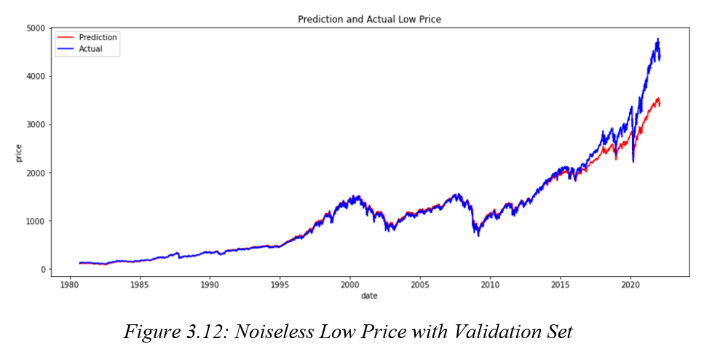 Prediction and Actual Low Price
Prediction
Actual
5000
4000
3000
2000
1000
0
price
1980 1985 1990 1995 2000 2005 2010 2015 2020
date
Figure 3.12: Noiseless Low Price with Validation Set